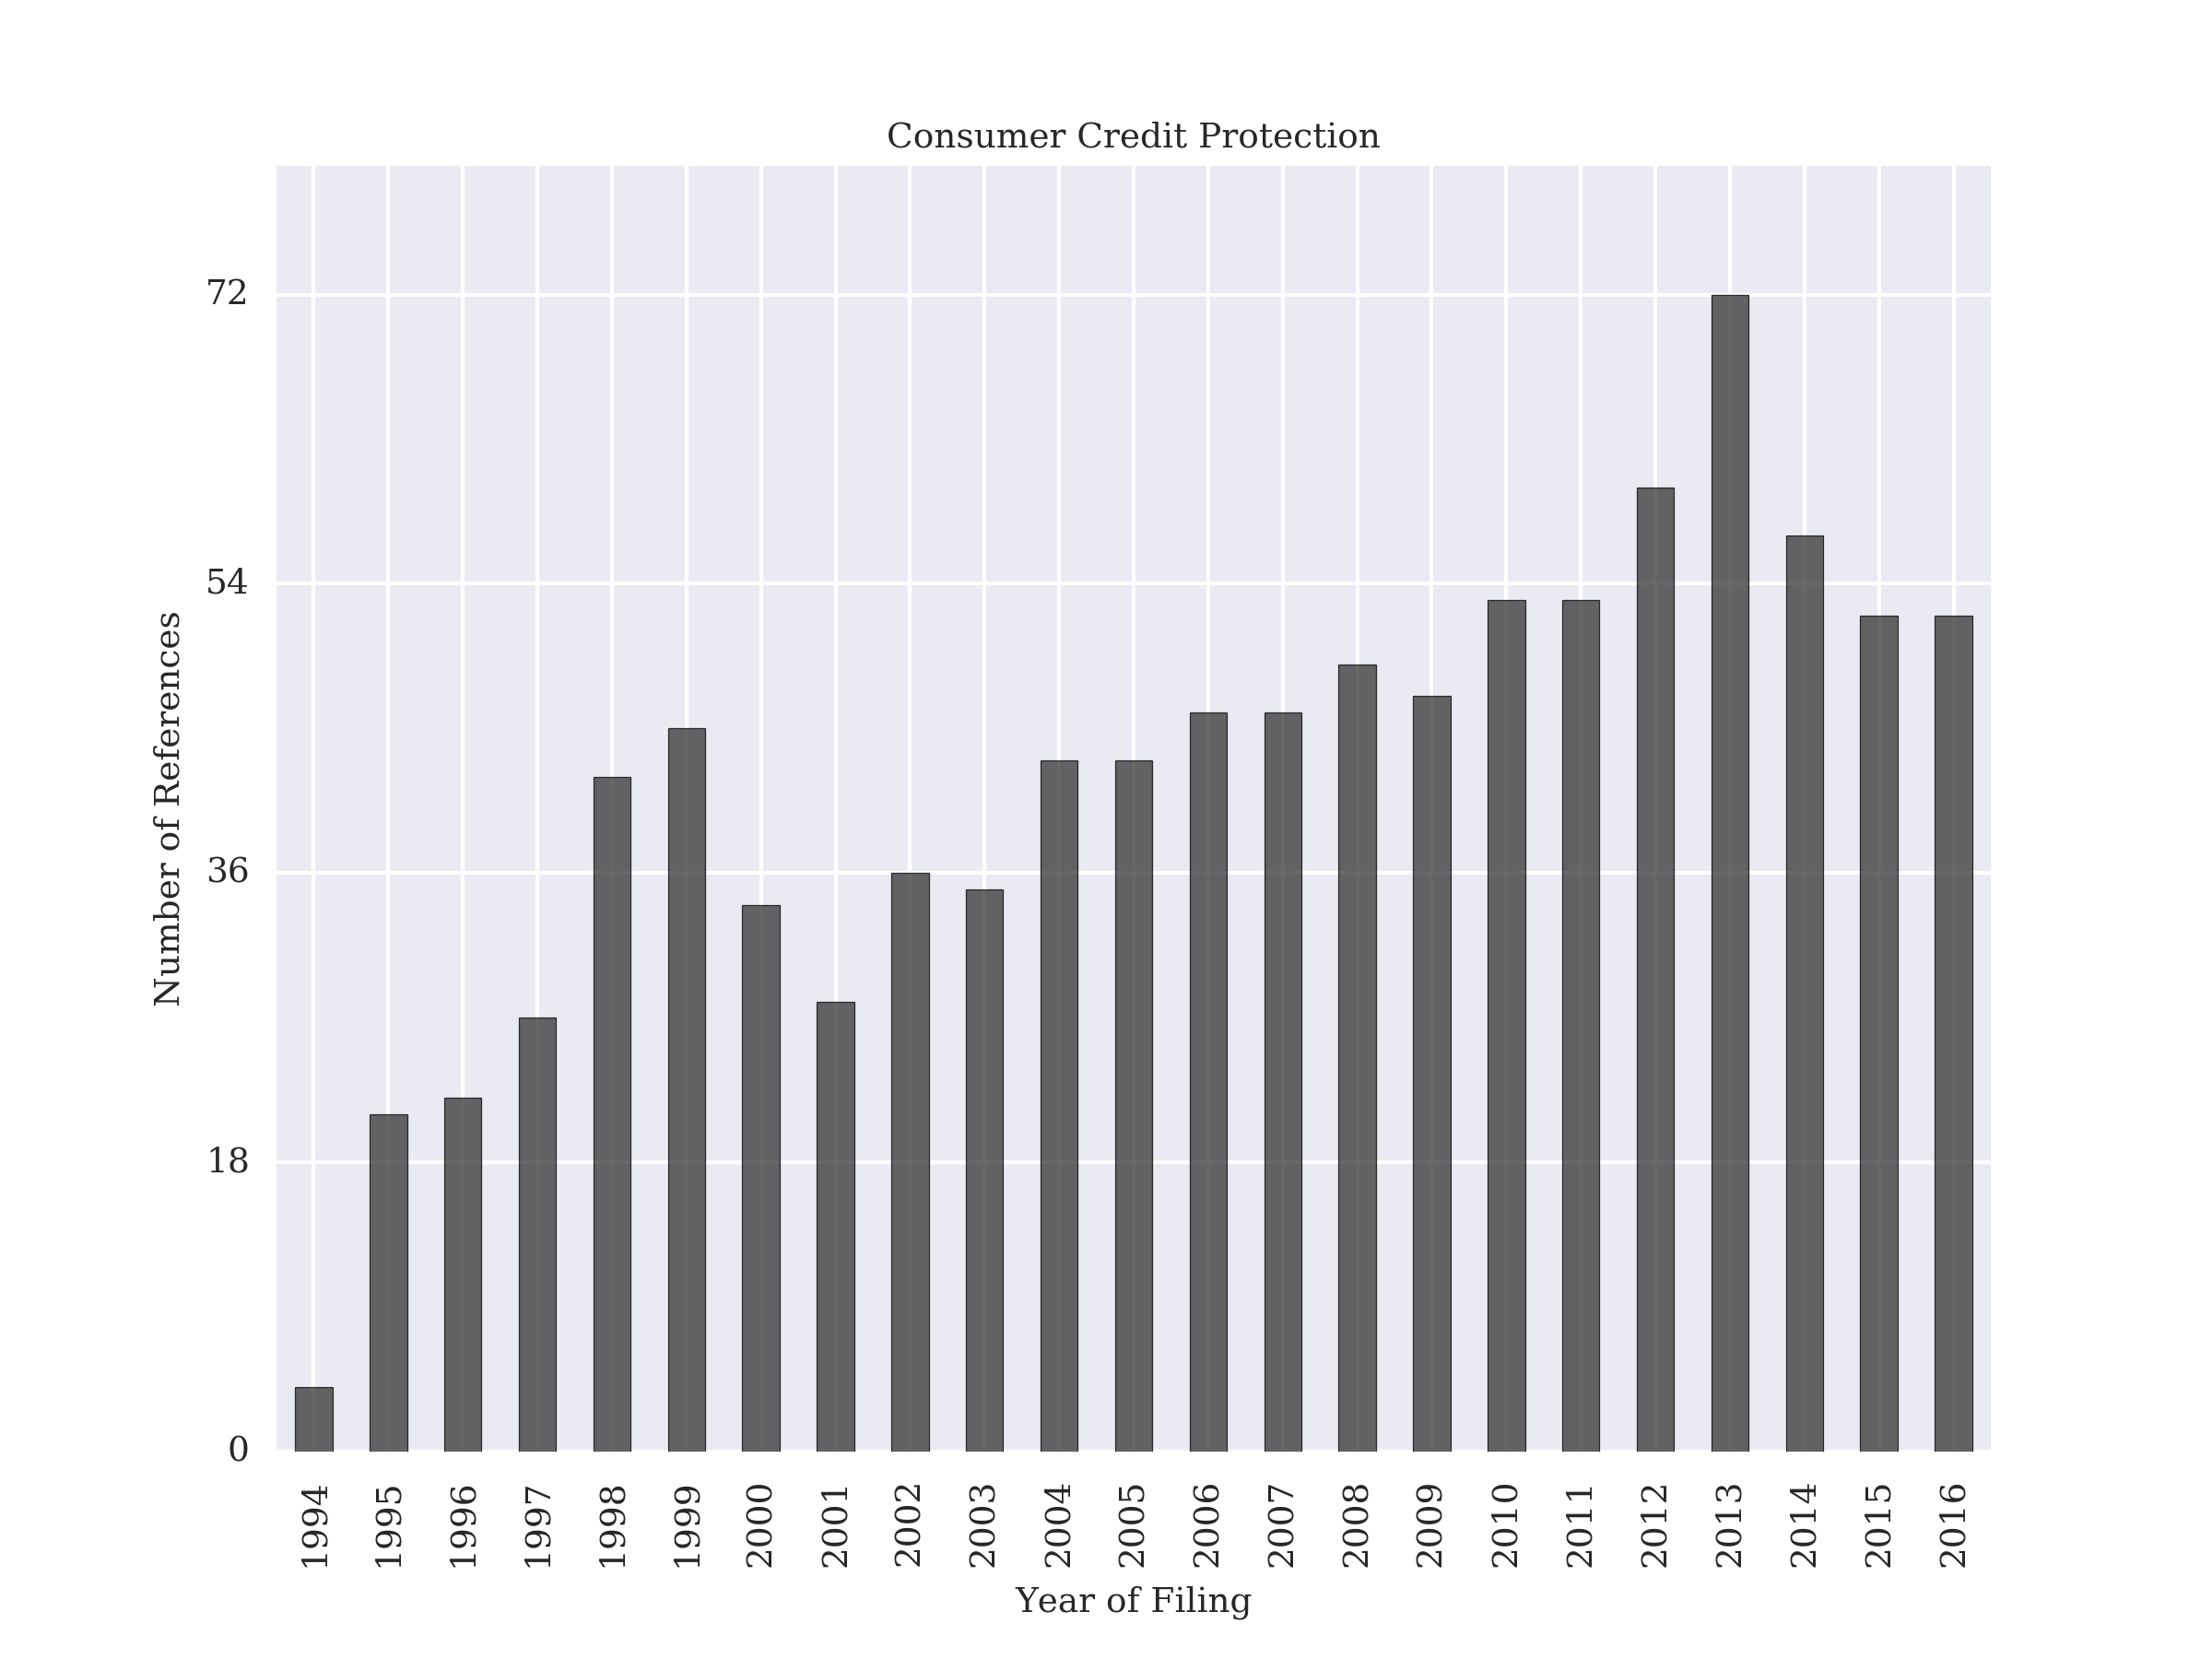 Consumer Credit Protection
Number of References
72
54
36
18
0
1994 1995 1996 1997 1998 1999 2000 2001 2002 2003 2004 2005 2006 2007 2008 2009 2010 2011 2012 2013 2014 2015 2016
Year of Filing